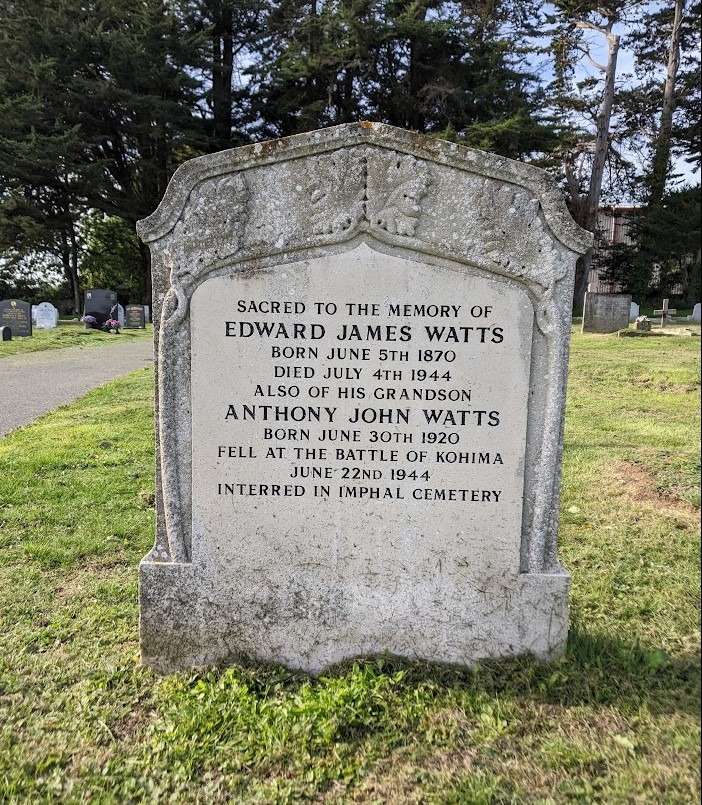 SACRED TO THE MEMORY OF
EDWARD JAMES WATTS
BORN JUNE 5TH 1870
DIED JULY 4TH 1944
ALSO OF HIS GRANDSON
ANTHONY JOHN WATTS
BORN JUNE 30TH 1920
FELL AT THE BATTLE OF KOHIMA
JUNE 22ND 1944
INTERRED IN IMPHAL CEMETERY